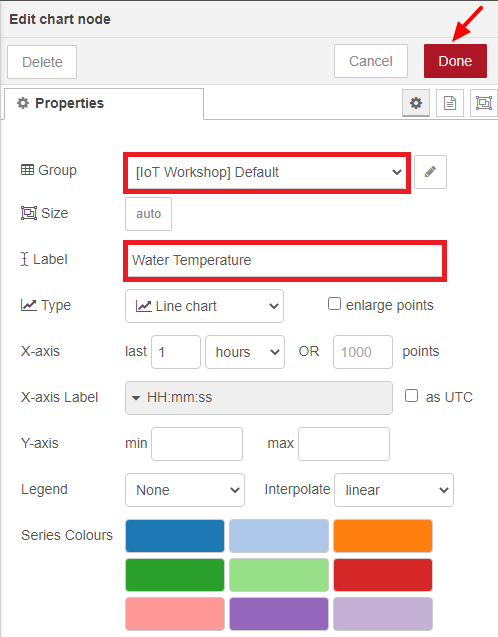 Edit chart node
Delete Cancel Done
Properties
Group [IoT Workshop] Default
Size auto
Label Water Temperature
Type Line chart enlarge points
X-axis last 1 hours OR 1000 points
X-axis Label HH:mm:ss as UTC
Y-axis min max
Legend None Interpolate linear
Series Colours